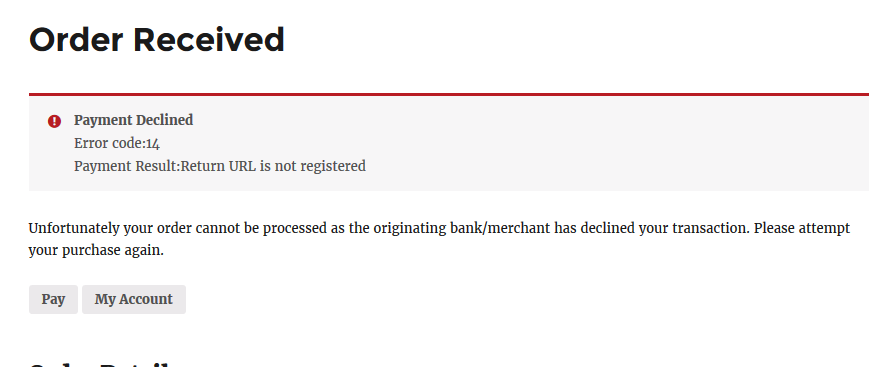 Order Received
Payment Declined
Error code:14
Payment Result:Return URL is not registered
Unfortunately your order cannot be processed as the originating bank/merchant has declined your transaction. Please attempt
your purchase again.
Pay My Account